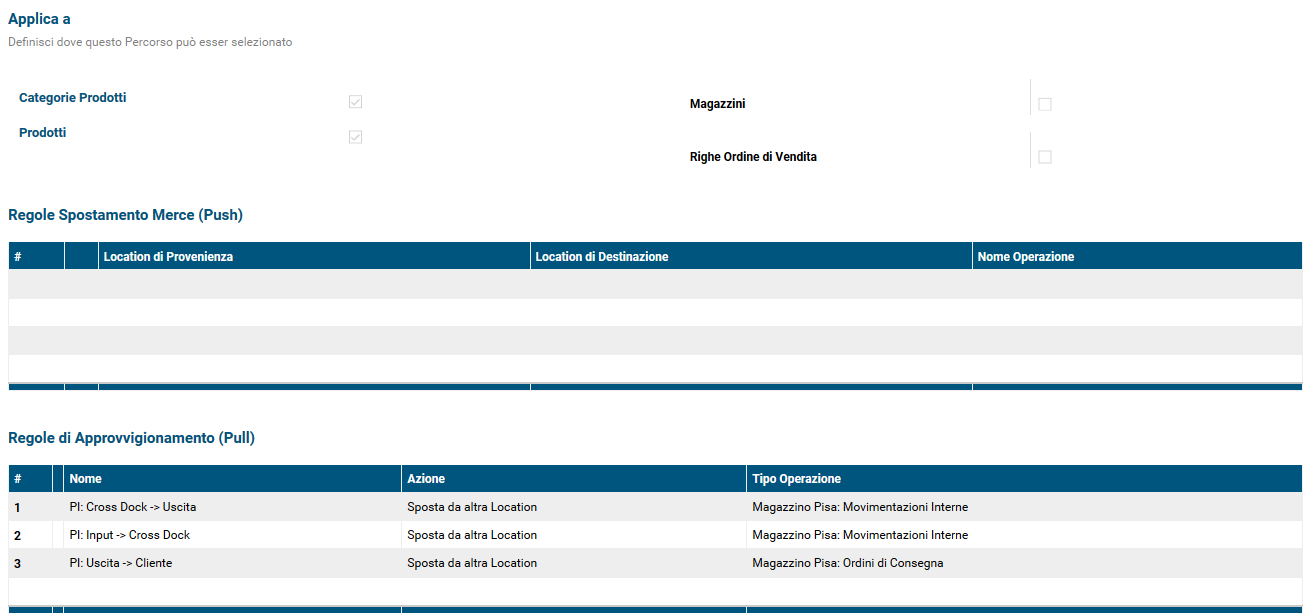 Applica a
Definisci dove questo Percorso può esser selezionato
Categorie Prodotti
Magazzini
Prodotti
Righe Ordine di Vendita
Regole Spostamento Merce (Push)
# Location di Provenienza Location di Destinazione Nome Operazione
Regole di Approvvigionamento (Pull)
# Nome Azione Tipo Operazione
1 PI: Cross Dock -> Uscita Sposta da altra Location Magazzino Pisa: Movimentazioni Interne
2 PI: Input -> Cross Dock Sposta da altra Location Magazzino Pisa: Movimentazioni Interne
3 PI: Uscita -> Cliente Sposta da altra Location Magazzino Pisa: Ordini di Consegna